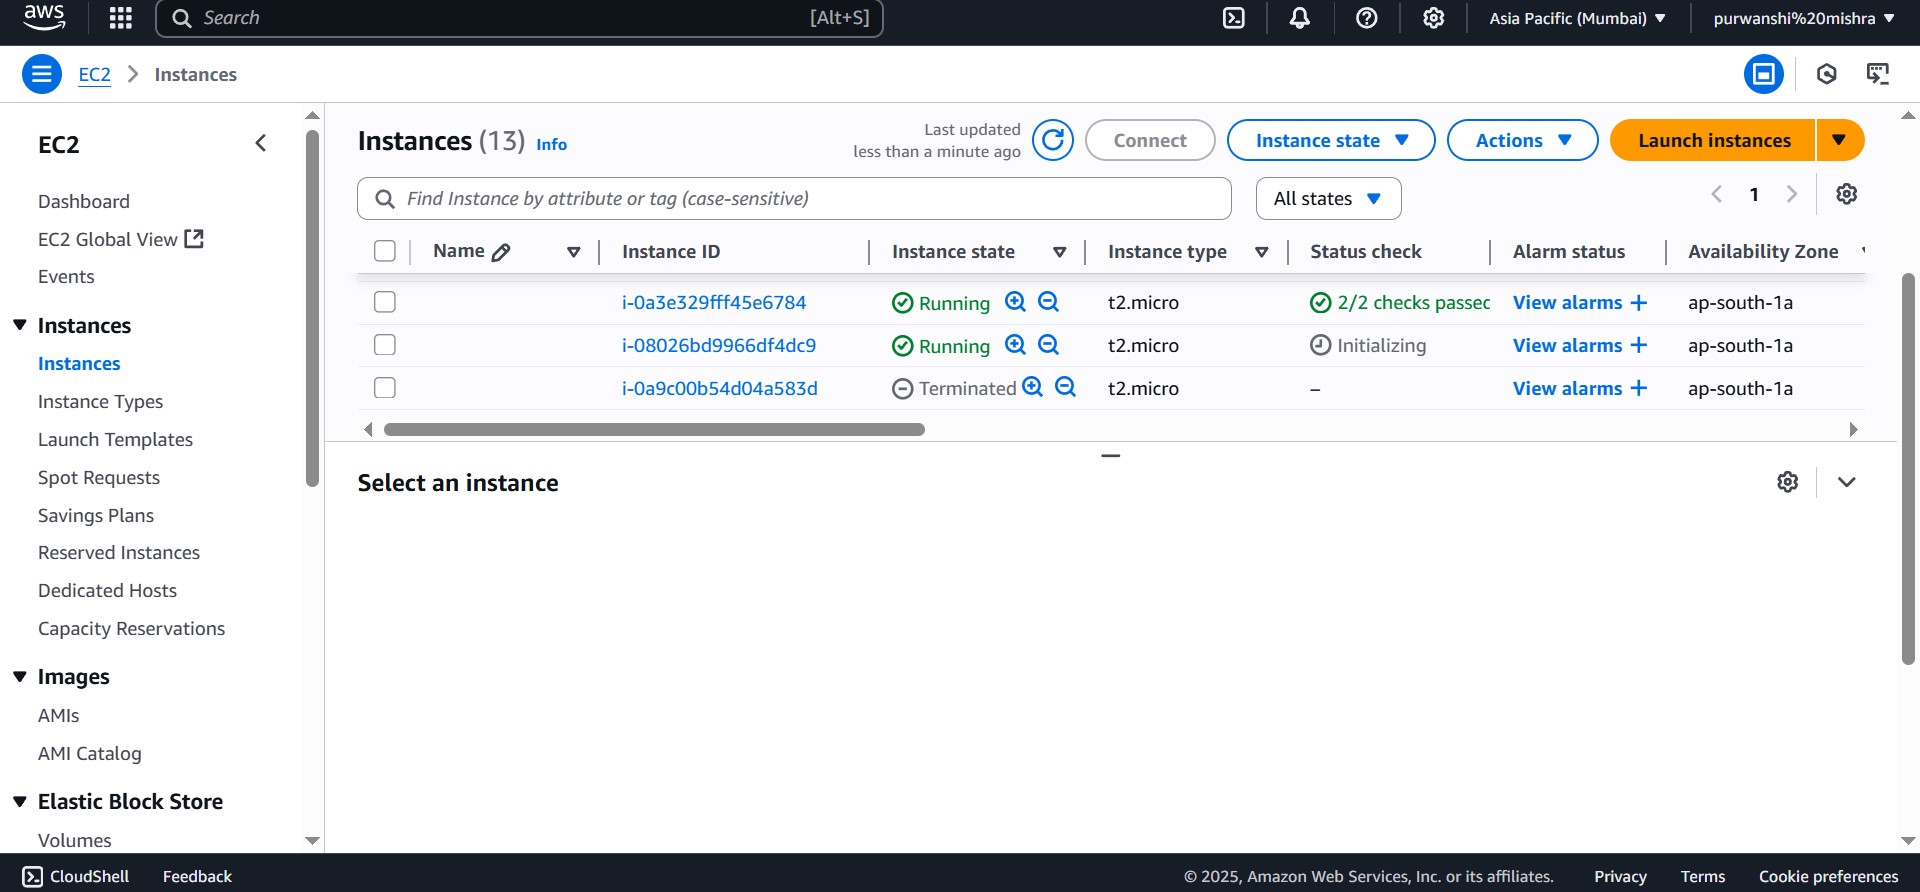 aws
Search [Alt+S]
Asia Pacific (Mumbai)
purwanshi%20mishra
EC2
Instances
EC2
Dashboard
EC2 Global View
Events
Instances
Instances
Instance Types
Launch Templates
Spot Requests
Savings Plans
Reserved Instances
Dedicated Hosts
Capacity Reservations
Images
AMIs
AMI Catalog
Elastic Block Store
Volumes
Instances (13) Info
Last updated
less than a minute ago
Connect
Instance state
Actions
Launch instances
Find Instance by attribute or tag (case-sensitive)
All states
1
Name Instance ID Instance state Instance type Status check Alarm status Availability Zone
i-0a3e329fff45e6784 Running t2.micro 2/2 checks passec View alarms + ap-south-1a
i-08026bd9966df4dc9 Running t2.micro Initializing View alarms + ap-south-1a
i-0a9c00b54d04a583d Terminated t2.micro – View alarms + ap-south-1a
Select an instance
CloudShell Feedback © 2025, Amazon Web Services, Inc. or its affiliates. Privacy Terms Cookie preferences